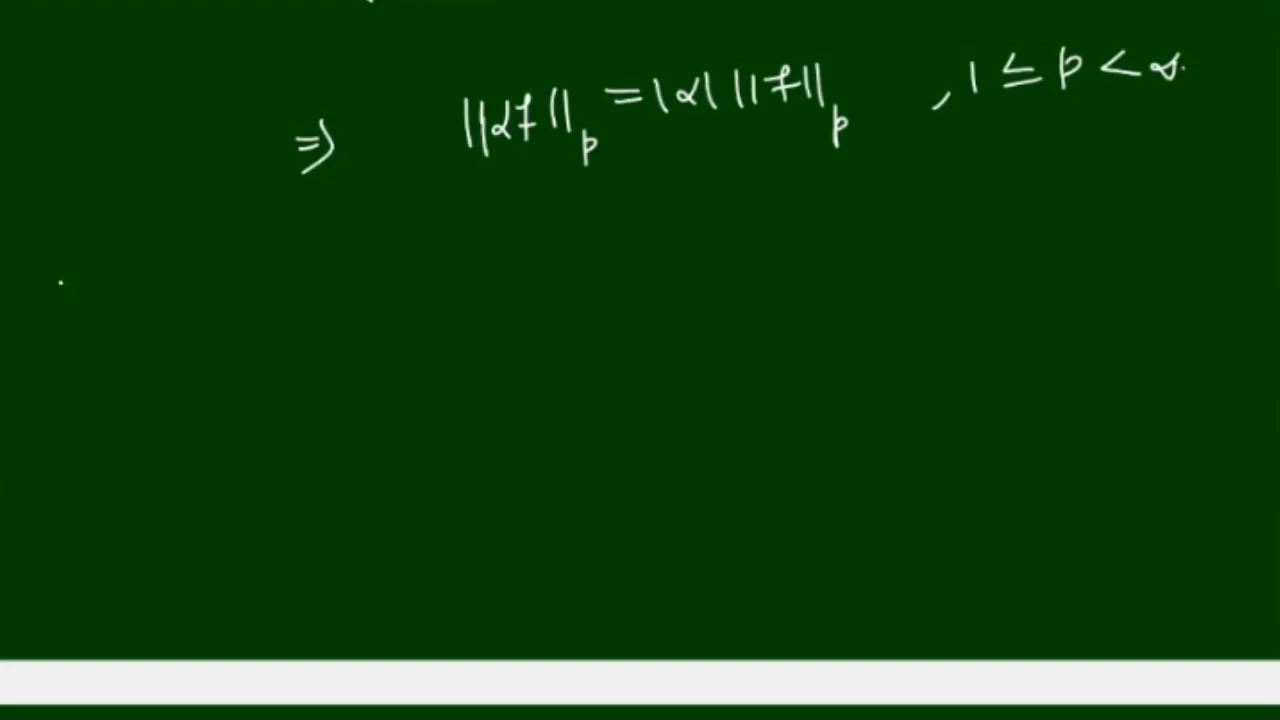 ⇒ ||αf||_p = |α| ||f||_p , 1 ≤ p < ∞.